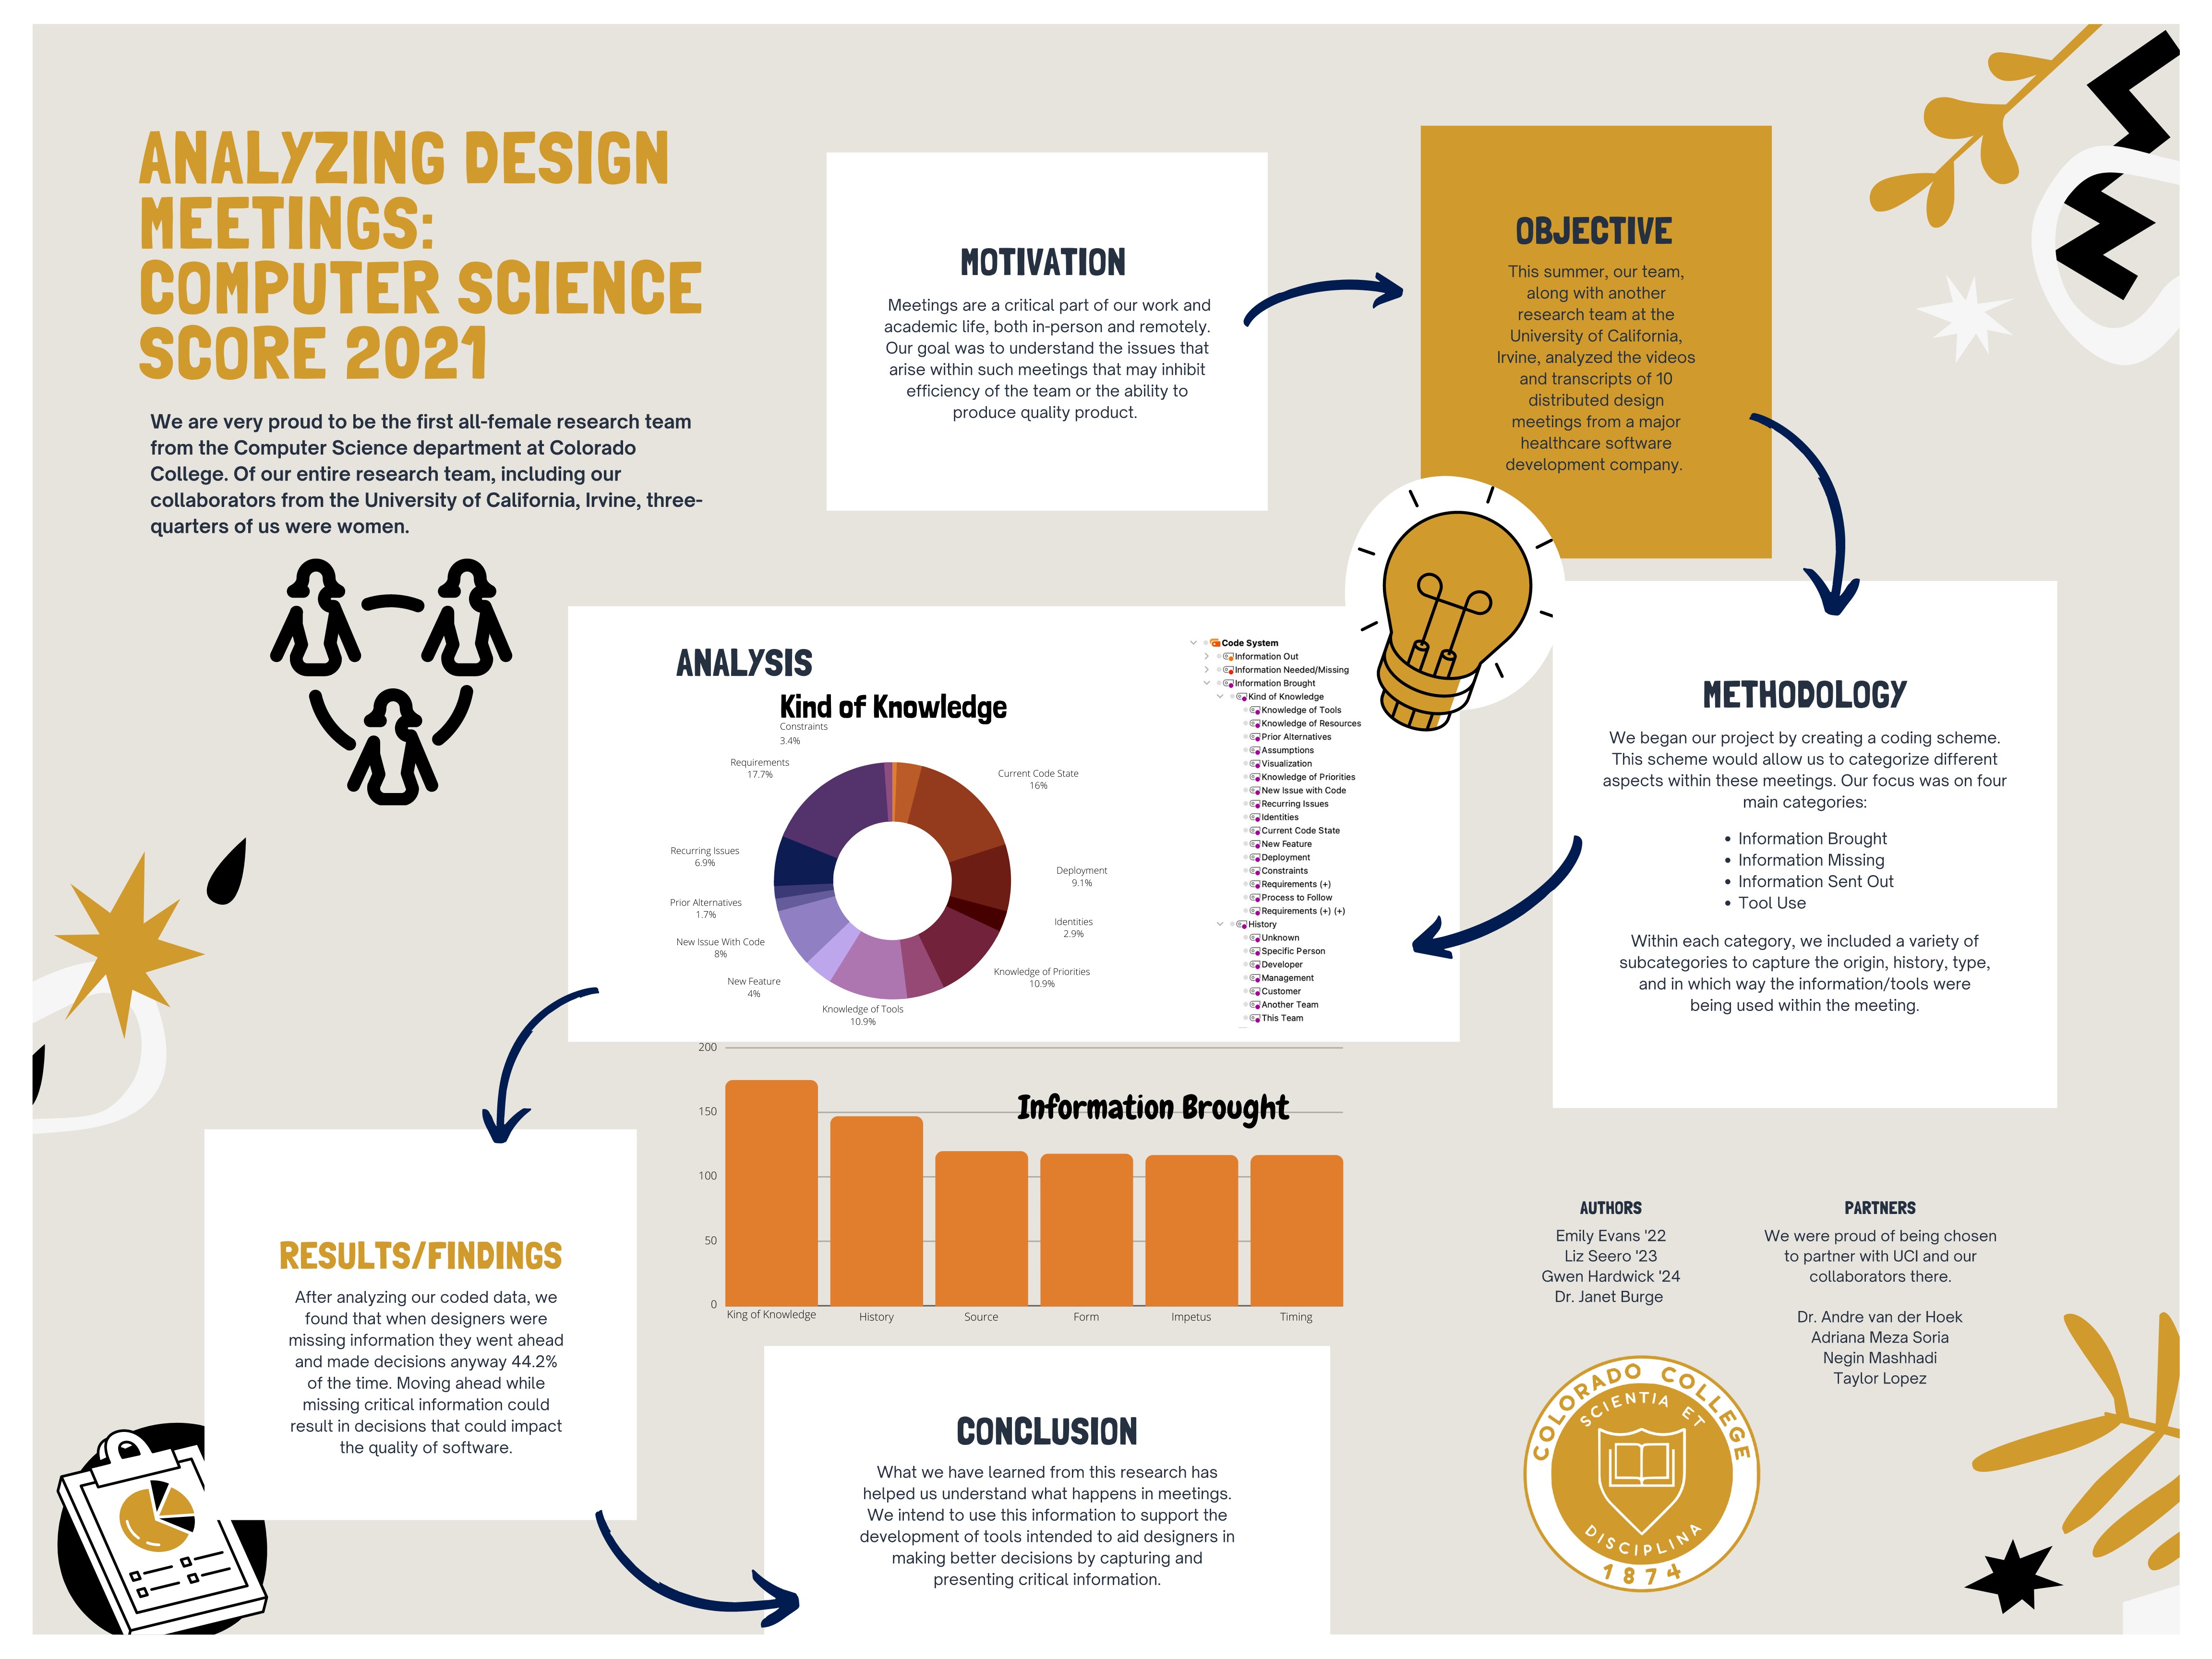 ANALYZING DESIGN
MEETINGS:
COMPUTER SCIENCE
SCORE 2021
We are very proud to be the first all-female research team
from the Computer Science department at Colorado
College. Of our entire research team, including our
collaborators from the University of California, Irvine, three-
quarters of us were women.
MOTIVATION
Meetings are a critical part of our work and
academic life, both in-person and remotely.
Our goal was to understand the issues that
arise within such meetings that may inhibit
efficiency of the team or the ability to
produce quality product.
OBJECTIVE
This summer, our team,
along with another
research team at the
University of California,
Irvine, analyzed the videos
and transcripts of 10
distributed design
meetings from a major
healthcare software
development company.
METHODOLOGY
We began our project by creating a coding scheme.
This scheme would allow us to categorize different
aspects within these meetings. Our focus was on four
main categories:
• Information Brought
• Information Missing
• Information Sent Out
• Tool Use
Within each category, we included a variety of
subcategories to capture the origin, history, type,
and in which way the information/tools were
being used within the meeting.
ANALYSIS
Kind of Knowledge
Constraints
3.4%
Requirements
17.7%
Current Code State
16%
Recurring Issues
6.9%
Deployment
9.1%
Prior Alternatives
1.7%
Identities
2.9%
New Issue With Code
8%
Knowledge of Priorities
10.9%
New Feature
4%
Knowledge of Tools
10.9%
Code System
Information Out
Information Needed/Missing
Information Brought
Kind of Knowledge
Knowledge of Tools
Knowledge of Resources
Prior Alternatives
Assumptions
Visualization
Knowledge of Priorities
New Issue with Code
Recurring Issues
Identities
Current Code State
New Feature
Deployment
Constraints
Requirements (+)
Process to Follow
Requirements (+) (+)
History
Unknown
Specific Person
Developer
Management
Customer
Another Team
This Team
Information Brought
200
150
100
50
0
King of Knowledge
History
Source
Form
Impetus
Timing
RESULTS/FINDINGS
After analyzing our coded data, we
found that when designers were
missing information they went ahead
and made decisions anyway 44.2%
of the time. Moving ahead while
missing critical information could
result in decisions that could impact
the quality of software.
CONCLUSION
What we have learned from this research has
helped us understand what happens in meetings.
We intend to use this information to support the
development of tools intended to aid designers in
making better decisions by capturing and
presenting critical information.
AUTHORS
Emily Evans '22
Liz Seero '23
Gwen Hardwick '24
Dr. Janet Burge
PARTNERS
We were proud of being chosen
to partner with UCI and our
collaborators there.
Dr. Andre van der Hoek
Adriana Meza Soria
Negin Mashhadi
Taylor Lopez
COLORADO COLLEGE
SCIENTIA ET
DISCIPLINA
1874